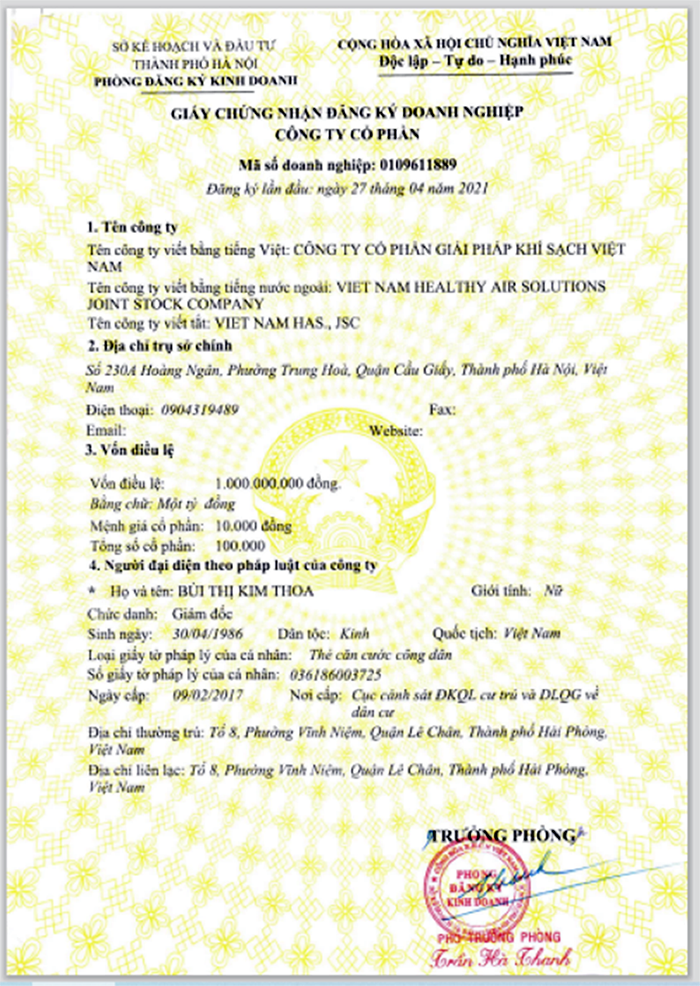 SỞ KẾ HOẠCH VÀ ĐẦU TƯ
THÀNH PHỐ HÀ NỘI
PHÒNG ĐĂNG KÝ KINH DOANH
CỘNG HÒA XÃ HỘI CHỦ NGHĨA VIỆT NAM
Độc lập – Tự do – Hạnh phúc
GIẤY CHỨNG NHẬN ĐĂNG KÝ DOANH NGHIỆP
CÔNG TY CỔ PHẦN
Mã số doanh nghiệp: 0109611889
Đăng ký lần đầu: ngày 27 tháng 04 năm 2021
1. Tên công ty
Tên công ty viết bằng tiếng Việt: CÔNG TY CỔ PHẦN GIẢI PHÁP KHÍ SẠCH VIỆT
NAM
Tên công ty viết bằng tiếng nước ngoài: VIET NAM HEALTHY AIR SOLUTIONS
JOINT STOCK COMPANY
Tên công ty viết tắt: VIET NAM HAS., JSC
2. Địa chỉ trụ sở chính
Số 230A Hoàng Ngân, Phường Trung Hoà, Quận Cầu Giấy, Thành phố Hà Nội, Việt
Nam
Điện thoại: 0904319489 Fax:
Email: Website:
3. Vốn điều lệ
Vốn điều lệ: 1.000.000.000 đồng.
Bằng chữ: Một tỷ đồng
Mệnh giá cổ phần: 10.000 đồng
Tổng số cổ phần: 100.000
4. Người đại diện theo pháp luật của công ty
* Họ và tên: BÙI THỊ KIM THOA Giới tính: Nữ
Chức danh: Giám đốc
Sinh ngày: 30/04/1986 Dân tộc: Kinh Quốc tịch: Việt Nam
Loại giấy tờ pháp lý của cá nhân: Thẻ căn cước công dân
Số giấy tờ pháp lý của cá nhân: 036186003725
Ngày cấp: 09/02/2017 Nơi cấp: Cục cảnh sát ĐKQL cư trú và DLQG về
dân cư
Địa chỉ thường trú: Tổ 8, Phường Vĩnh Niệm, Quận Lê Chân, Thành phố Hải Phòng,
Việt Nam
Địa chỉ liên lạc: Tổ 8, Phường Vĩnh Niệm, Quận Lê Chân, Thành phố Hải Phòng,
Việt Nam
TRƯỞNG PHÒNG
PHÒNG
ĐĂNG KÝ
KINH DOANH
PHÓ TRƯỞNG PHÒNG
Trần Hà Thanh